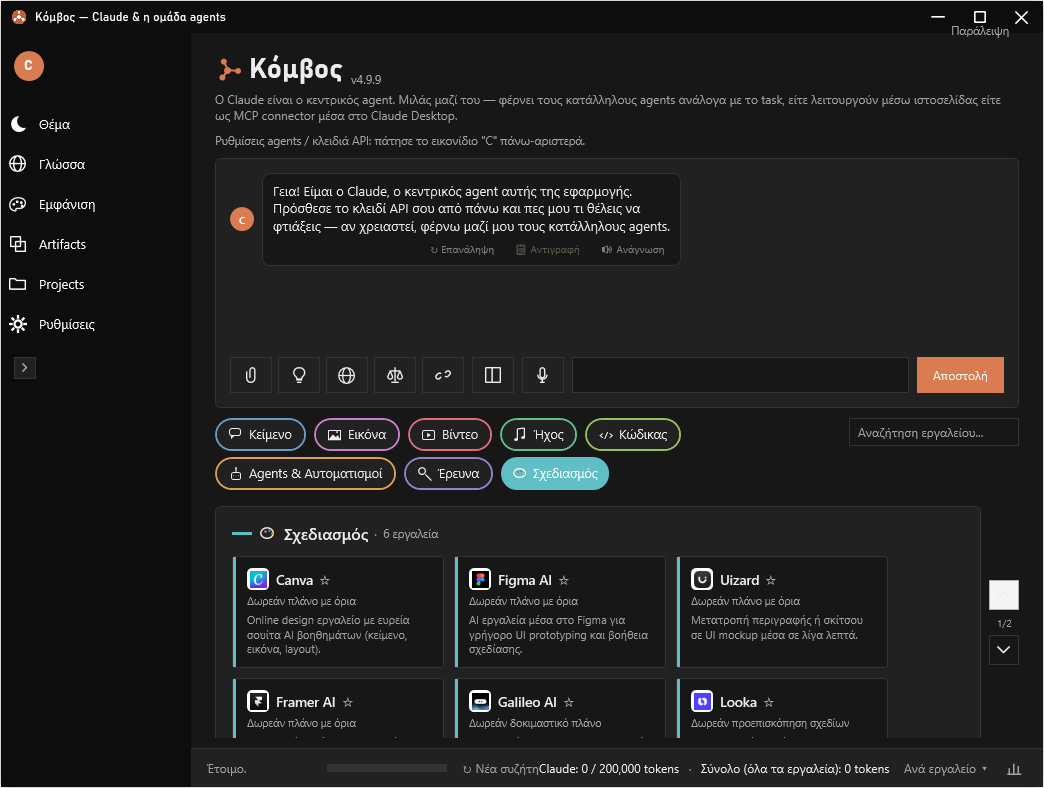 Κόμβος — Claude & η ομάδα agents
Παράλειψη
C
Θέμα
Γλώσσα
Εμφάνιση
Artifacts
Projects
Ρυθμίσεις
Κόμβος v4.9.9
Ο Claude είναι ο κεντρικός agent. Μιλάς μαζί του — φέρνει τους κατάλληλους agents ανάλογα με το task, είτε λειτουργούν μέσω ιστοσελίδας είτε
ως MCP connector μέσα στο Claude Desktop.
Ρυθμίσεις agents / κλειδιά API: πάτησε το εικονίδιο "C" πάνω-αριστερά.
C
Γεια! Είμαι ο Claude, ο κεντρικός agent αυτής της εφαρμογής.
Πρόσθεσε το κλειδί API σου από πάνω και πες μου τι θέλεις να
φτιάξεις — αν χρειαστεί, φέρνω μαζί μου τους κατάλληλους agents.
↻ Επανάληψη Αντιγραφή Ανάγνωση
Αποστολή
Κείμενο Εικόνα Βίντεο Ήχος </> Κώδικας
Αναζήτηση εργαλείου...
Agents & Αυτοματισμοί Έρευνα Σχεδιασμός
Σχεδιασμός · 6 εργαλεία
Canva ☆
Δωρεάν πλάνο με όρια
Online design εργαλείο με ευρεία
σουίτα AI βοηθημάτων (κείμενο,
εικόνα, layout).
Figma AI ☆
Δωρεάν πλάνο με όρια
AI εργαλεία μέσα στο Figma για
γρήγορο UI prototyping και βοήθεια
σχεδίασης.
Uizard ☆
Δωρεάν πλάνο με όρια
Μετατροπή περιγραφής ή σκίτσου
σε UI mockup μέσα σε λίγα λεπτά.
1/2
Framer AI ☆
Δωρεάν πλάνο με όρια
Galileo AI ☆
Δωρεάν δοκιμαστικό πλάνο
Looka ☆
Δωρεάν προεπισκόπηση σχεδίων
Έτοιμο.
↻ Νέα συζήτη
Claude: 0 / 200,000 tokens · Σύνολο (όλα τα εργαλεία): 0 tokens
Ανά εργαλείο ▾